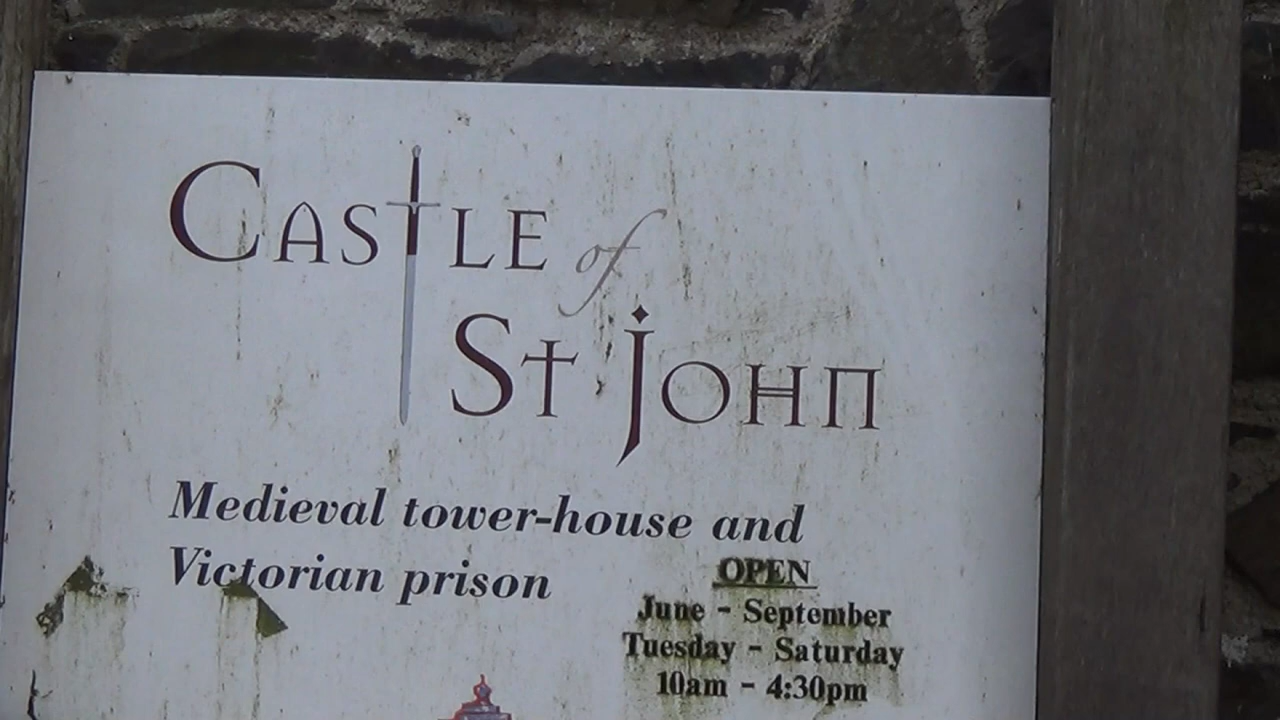 CASTLE of
ST JOHN
Medieval tower-house and
Victorian prison
OPEN
June - September
Tuesday - Saturday
10am - 4:30pm